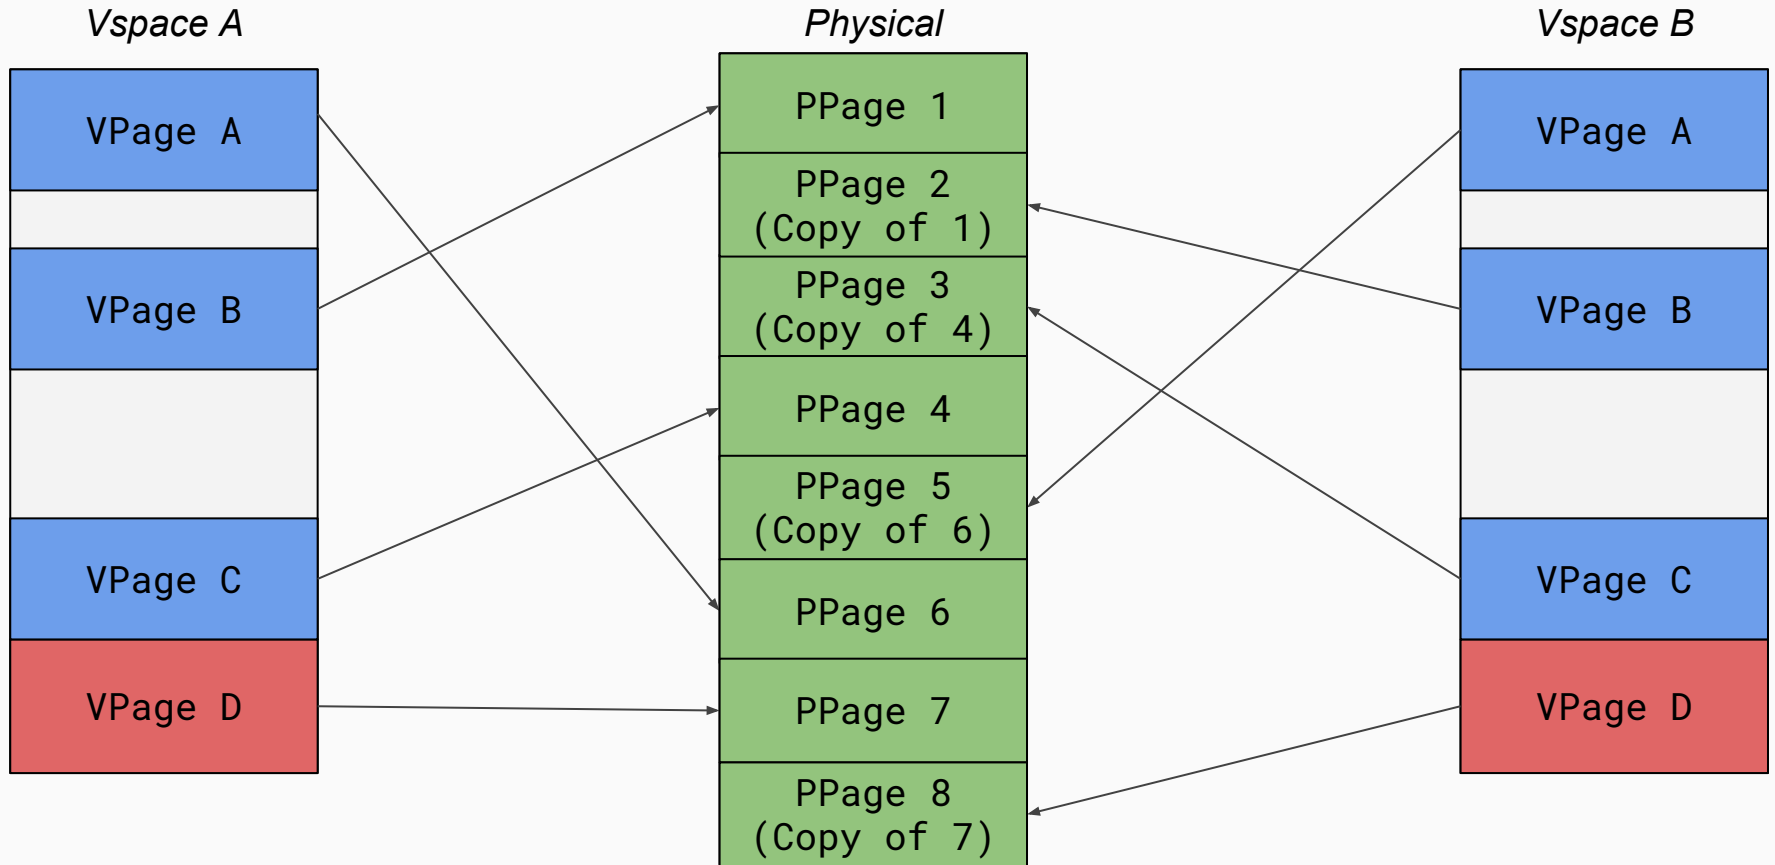 Vspace A
VPage A
VPage B
VPage C
VPage D
Physical
PPage 1
PPage 2
(Copy of 1)
PPage 3
(Copy of 4)
PPage 4
PPage 5
(Copy of 6)
PPage 6
PPage 7
PPage 8
(Copy of 7)
Vspace B
VPage A
VPage B
VPage C
VPage D